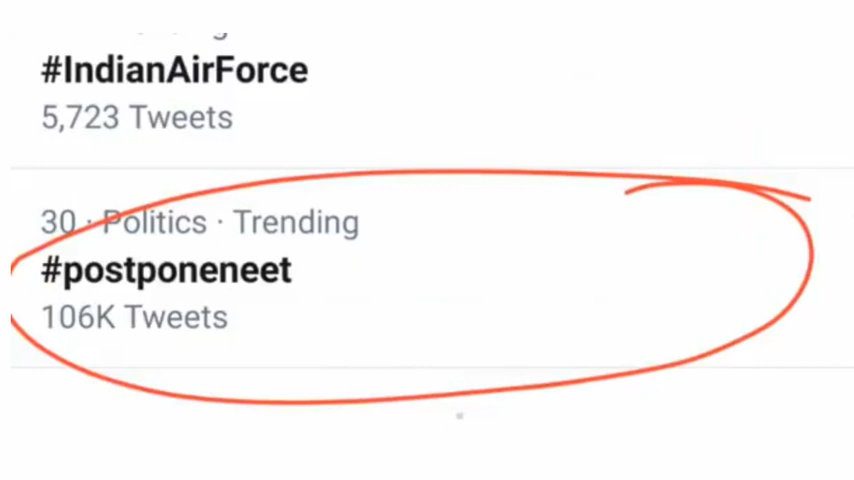 #IndianAirForce
5,723 Tweets
30 · Politics · Trending
#postponeneet
106K Tweets